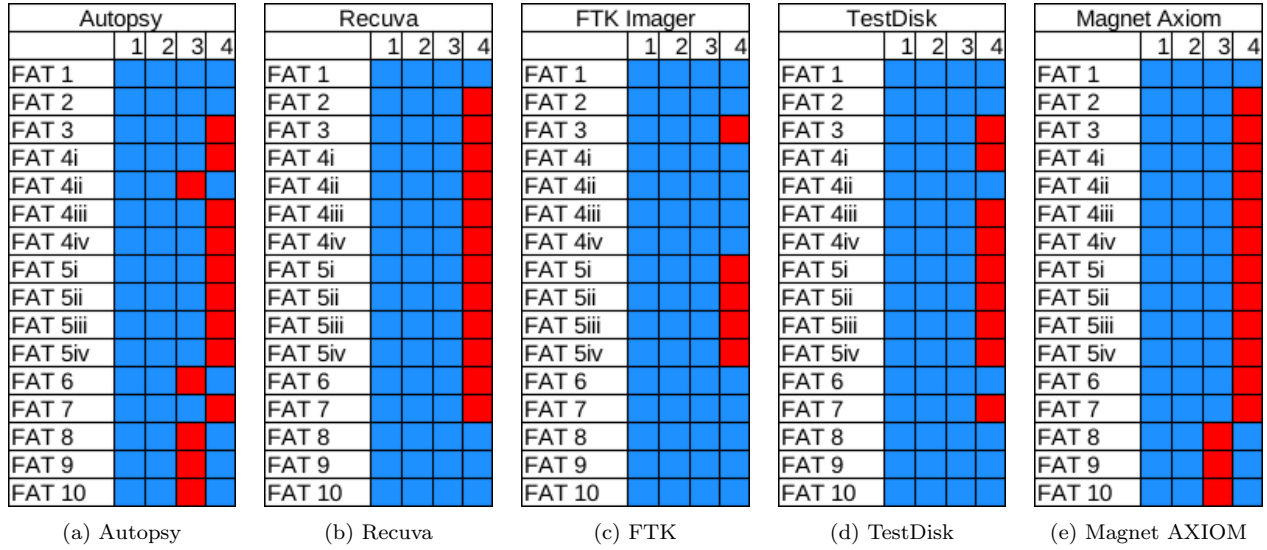 Autopsy Recuva FTK Imager TestDisk Magnet Axiom
1 2 3 4 1 2 3 4 1 2 3 4 1 2 3 4 1 2 3 4
FAT 1 FAT 1 FAT 1 FAT 1 FAT 1
FAT 2 FAT 2 FAT 2 FAT 2 FAT 2
FAT 3 FAT 3 FAT 3 FAT 3 FAT 3
FAT 4i FAT 4i FAT 4i FAT 4i FAT 4i
FAT 4ii FAT 4ii FAT 4ii FAT 4ii FAT 4ii
FAT 4iii FAT 4iii FAT 4iii FAT 4iii FAT 4iii
FAT 4iv FAT 4iv FAT 4iv FAT 4iv FAT 4iv
FAT 5i FAT 5i FAT 5i FAT 5i FAT 5i
FAT 5ii FAT 5ii FAT 5ii FAT 5ii FAT 5ii
FAT 5iii FAT 5iii FAT 5iii FAT 5iii FAT 5iii
FAT 5iv FAT 5iv FAT 5iv FAT 5iv FAT 5iv
FAT 6 FAT 6 FAT 6 FAT 6 FAT 6
FAT 7 FAT 7 FAT 7 FAT 7 FAT 7
FAT 8 FAT 8 FAT 8 FAT 8 FAT 8
FAT 9 FAT 9 FAT 9 FAT 9 FAT 9
FAT 10 FAT 10 FAT 10 FAT 10 FAT 10
(a) Autopsy (b) Recuva (c) FTK (d) TestDisk (e) Magnet AXIOM